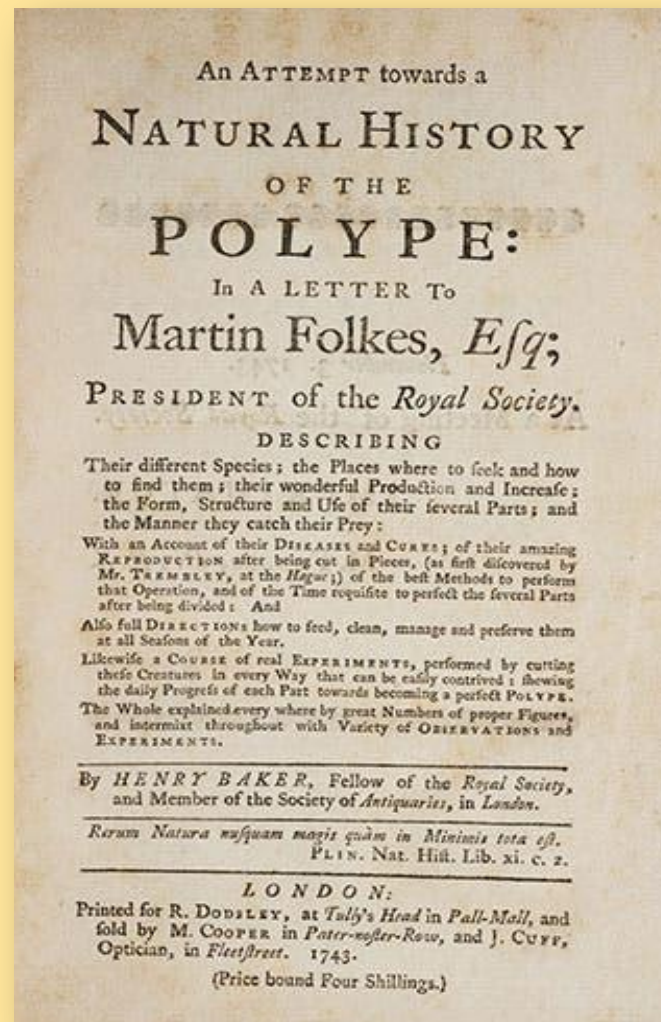 An ATTEMPT towards a
NATURAL HISTORY
OF THE
POLYPE:
In A LETTER To
Martin Folkes, Eſq;
PRESIDENT of the Royal Society.
DESCRIBING
Their different Species; the Places where to ſeek and how
to find them; their wonderful Production and Increaſe;
the Form, Structure and Uſe of their ſeveral Parts; and
the Manner they catch their Prey:
With an Account of their DISEASES and CURES; of their amazing
REPRODUCTION after being cut in Pieces, (as firſt diſcovered by
Mr. TREMBLEY, at the Hague;) of the beſt Methods to perform
that Operation, and of the Time requiſite to perfect the ſeveral Parts
after being divided: And
Alſo full DIRECTIONS how to feed, clean, manage and preſerve them
at all Seaſons of the Year.
Likewiſe a COURSE of real EXPERIMENTS, performed by cutting
theſe Creatures in every Way that can be eaſily contrived: ſhewing
the daily Progreſs of each Part towards becoming a perfect POLYPE.
The Whole explained every where by great Numbers of proper Figures,
and intermixt throughout with Variety of OBSERVATIONS and
EXPERIMENTS.
By HENRY BAKER, Fellow of the Royal Society,
and Member of the Society of Antiquaries, in London.
Rerum Natura nuſquam magis quàm in Minimis tota eſt.
PLIN. Nat. Hiſt. Lib. xi. c. 2.
LONDON:
Printed for R. DODSLEY, at Tully's Head in Pall-Mall, and
ſold by M. COOPER in Pater-noſter-Row, and J. CUFF,
Optician, in Fleetſtreet. 1743.
(Price bound Four Shillings.)